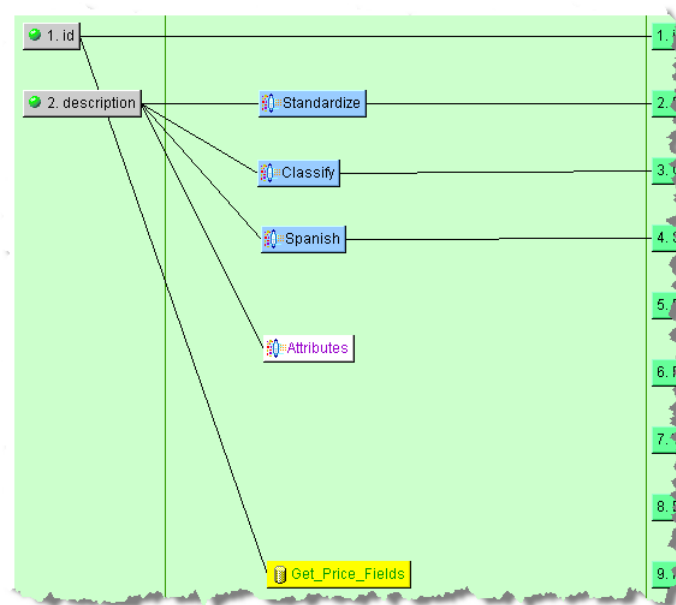 1. id
1.
2. description
Standardize
2.
Classify
3.
Spanish
4.
5.
Attributes
6.
7.
8.
Get_Price_Fields
9.